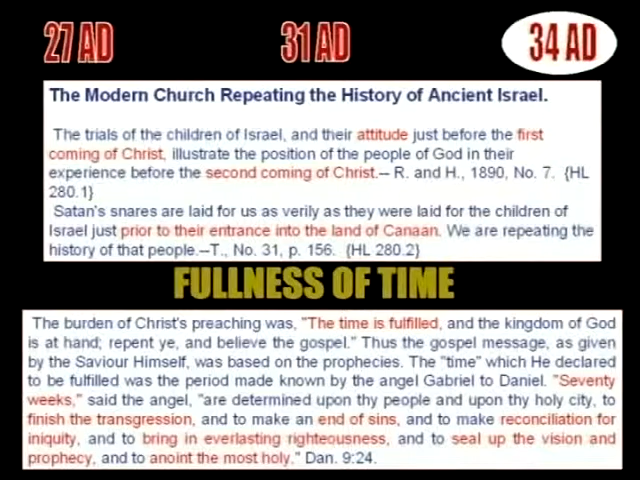 27 AD 31 AD 34 AD
The Modern Church Repeating the History of Ancient Israel.
The trials of the children of Israel, and their attitude just before the first
coming of Christ, illustrate the position of the people of God in their
experience before the second coming of Christ.-- R. and H., 1890, No. 7. {HL
280.1}
Satan's snares are laid for us as verily as they were laid for the children of
Israel just prior to their entrance into the land of Canaan. We are repeating the
history of that people.--T., No. 31, p. 156. {HL 280.2}
FULLNESS OF TIME
The burden of Christ's preaching was, "The time is fulfilled, and the kingdom of God
is at hand; repent ye, and believe the gospel." Thus the gospel message, as given
by the Saviour Himself, was based on the prophecies. The "time" which He declared
to be fulfilled was the period made known by the angel Gabriel to Daniel. "Seventy
weeks," said the angel, "are determined upon thy people and upon thy holy city, to
finish the transgression, and to make an end of sins, and to make reconciliation for
iniquity, and to bring in everlasting righteousness, and to seal up the vision and
prophecy, and to anoint the most holy." Dan. 9:24.